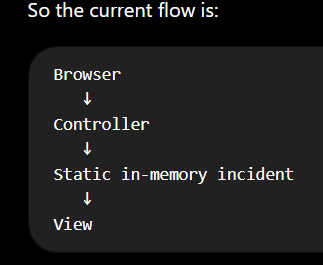 So the current flow is:
Browser
↓
Controller
↓
Static in-memory incident
↓
View